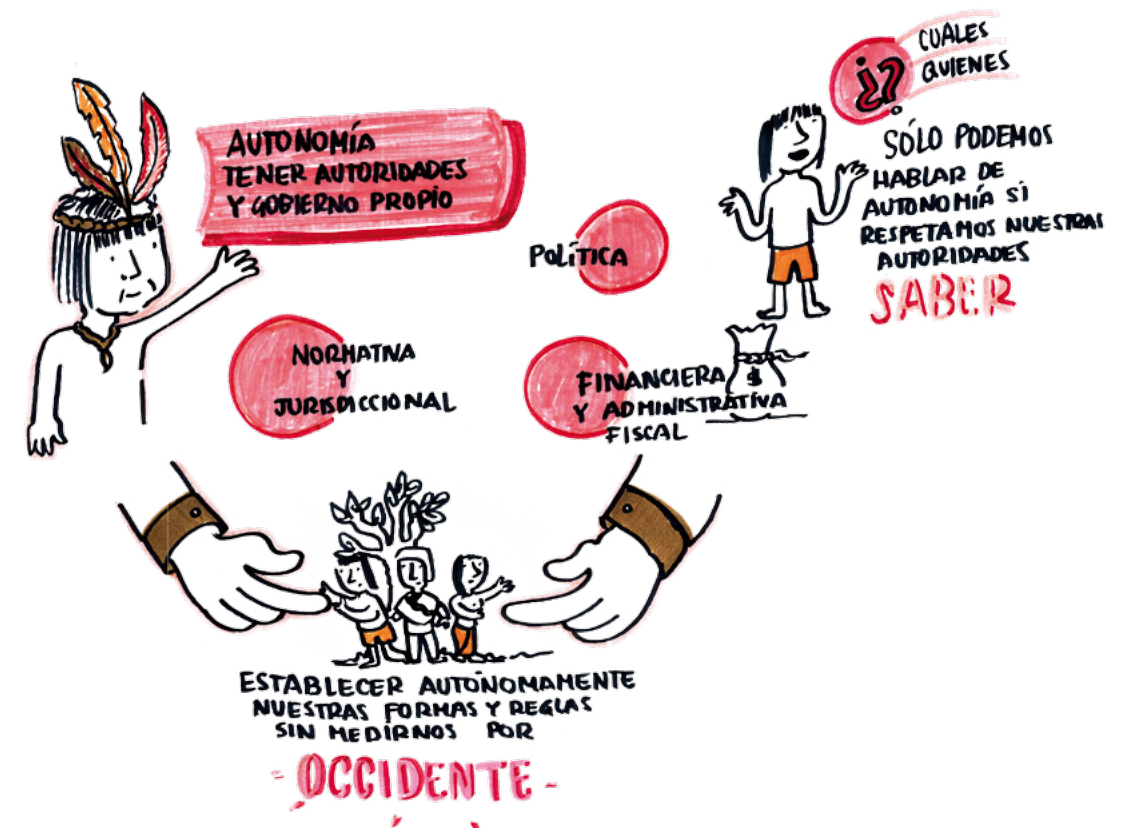 AUTONOMÍA
TENER AUTORIDADES
Y GOBIERNO PROPIO
¿?
CUALES
QUIENES
SÓLO PODEMOS
HABLAR DE
AUTONOMÍA SI
RESPETAMOS NUESTRAS
AUTORIDADES
SABER
POLÍTICA
NORMATIVA
Y
JURISDICCIONAL
FINANCIERA
Y ADMINISTRATIVA
FISCAL
$
ESTABLECER AUTÓNOMAMENTE
NUESTRAS FORMAS Y REGLAS
SIN MEDIRNOS POR
- OCCIDENTE -